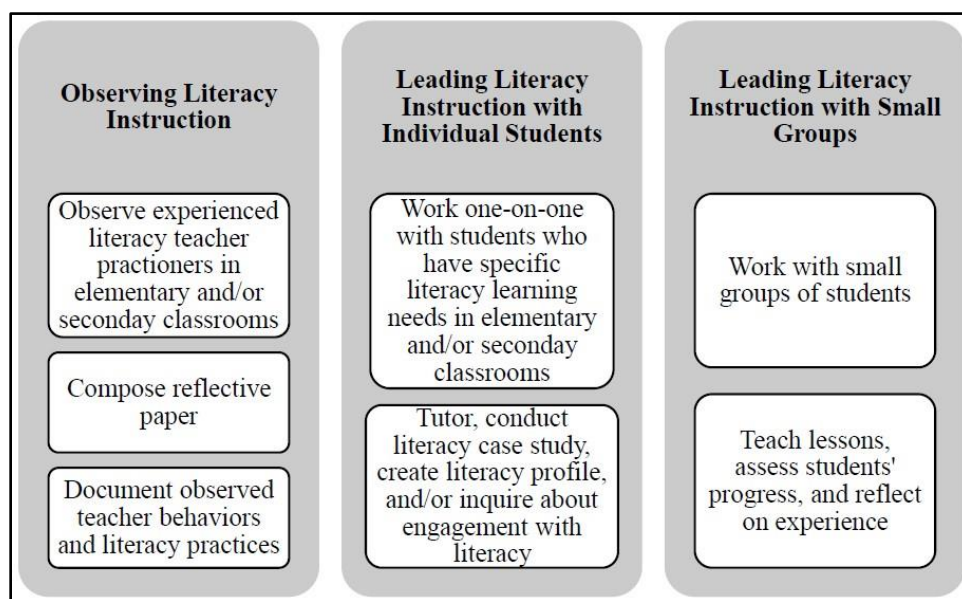 Observing Literacy
Instruction
Observe experienced
literacy teacher
practioners in
elementary and/or
seconday classrooms
Compose reflective
paper
Document observed
teacher behaviors
and literacy practices
Leading Literacy
Instruction with
Individual Students
Work one-on-one
with students who
have specific
literacy learning
needs in elementary
and/or seconday
classrooms
Tutor, conduct
literacy case study,
create literacy profile,
and/or inquire about
engagement with
literacy
Leading Literacy
Instruction with Small
Groups
Work with small
groups of students
Teach lessons,
assess students'
progress, and reflect
on experience